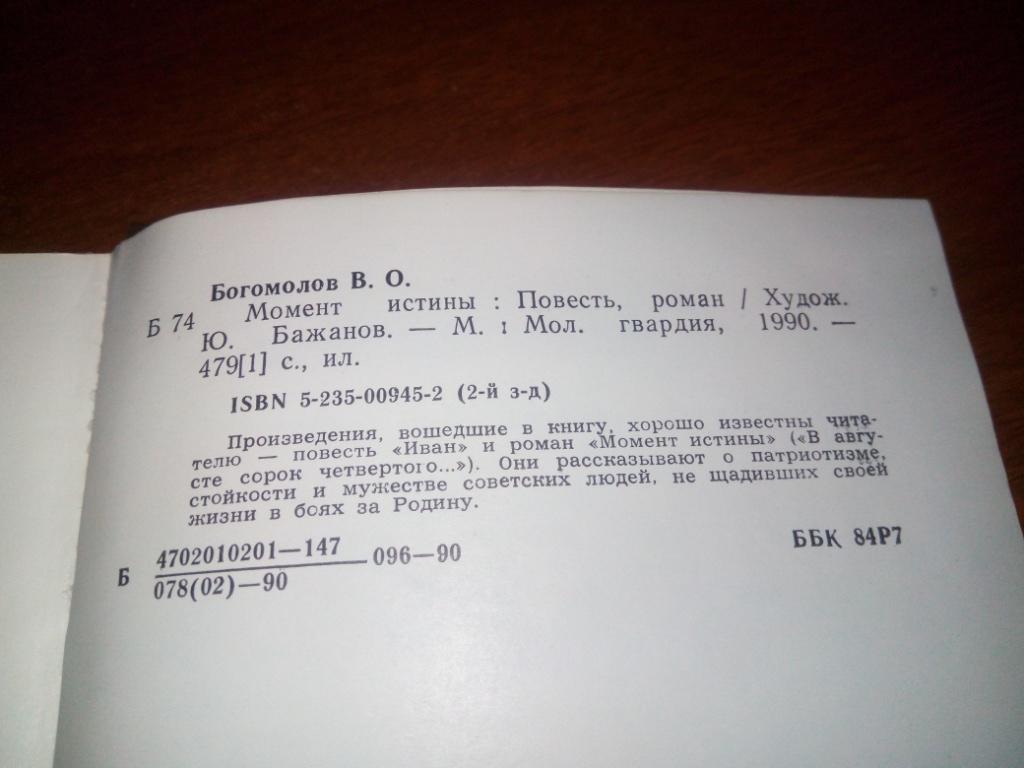 Богомолов В. О.
Б 74 Момент истины : Повесть, роман / Худож.
Ю. Бажанов. — М. : Мол. гвардия, 1990. —
479[1] с., ил.
ISBN 5-235-00945-2 (2-й з-д)
Произведения, вошедшие в книгу, хорошо известны чита-
телю — повесть «Иван» и роман «Момент истины» («В авгу-
сте сорок четвертого...»). Они рассказывают о патриотизме,
стойкости и мужестве советских людей, не щадивших своей
жизни в боях за Родину.
Б 4702010201—147 096—90
078(02)—90
ББК 84Р7